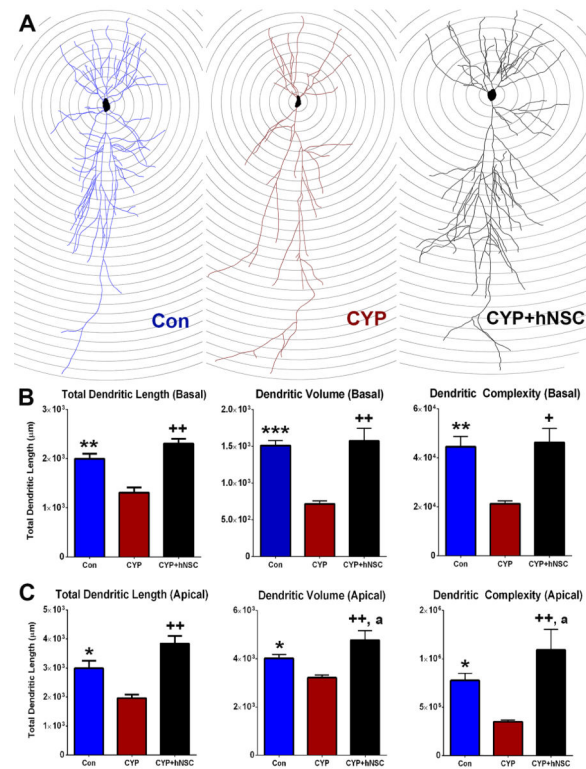 A
Con
CYP
CYP+hNSC
B
Total Dendritic Length (Basal)
Dendritic Volume (Basal)
Dendritic Complexity (Basal)
Total Dendritic Length (µm)
3×10³
2×10³
1×10³
0
**
++
Con CYP CYP+hNSC
2.0×10³
1.5×10³
1.0×10³
5.0×10²
0
***
++
Con CYP CYP+hNSC
6×10⁴
4×10⁴
2×10⁴
0
**
+
Con CYP CYP+hNSC
C
Total Dendritic Length (Apical)
Dendritic Volume (Apical)
Dendritic Complexity (Apical)
Total Dendritic Length (µm)
5×10³
4×10³
3×10³
2×10³
1×10³
0
*
++
Con CYP CYP+hNSC
6×10³
4×10³
2×10³
0
*
++, a
Con CYP CYP+hNSC
2×10⁶
1×10⁶
5×10⁵
0
*
++, a
Con CYP CYP+hNSC